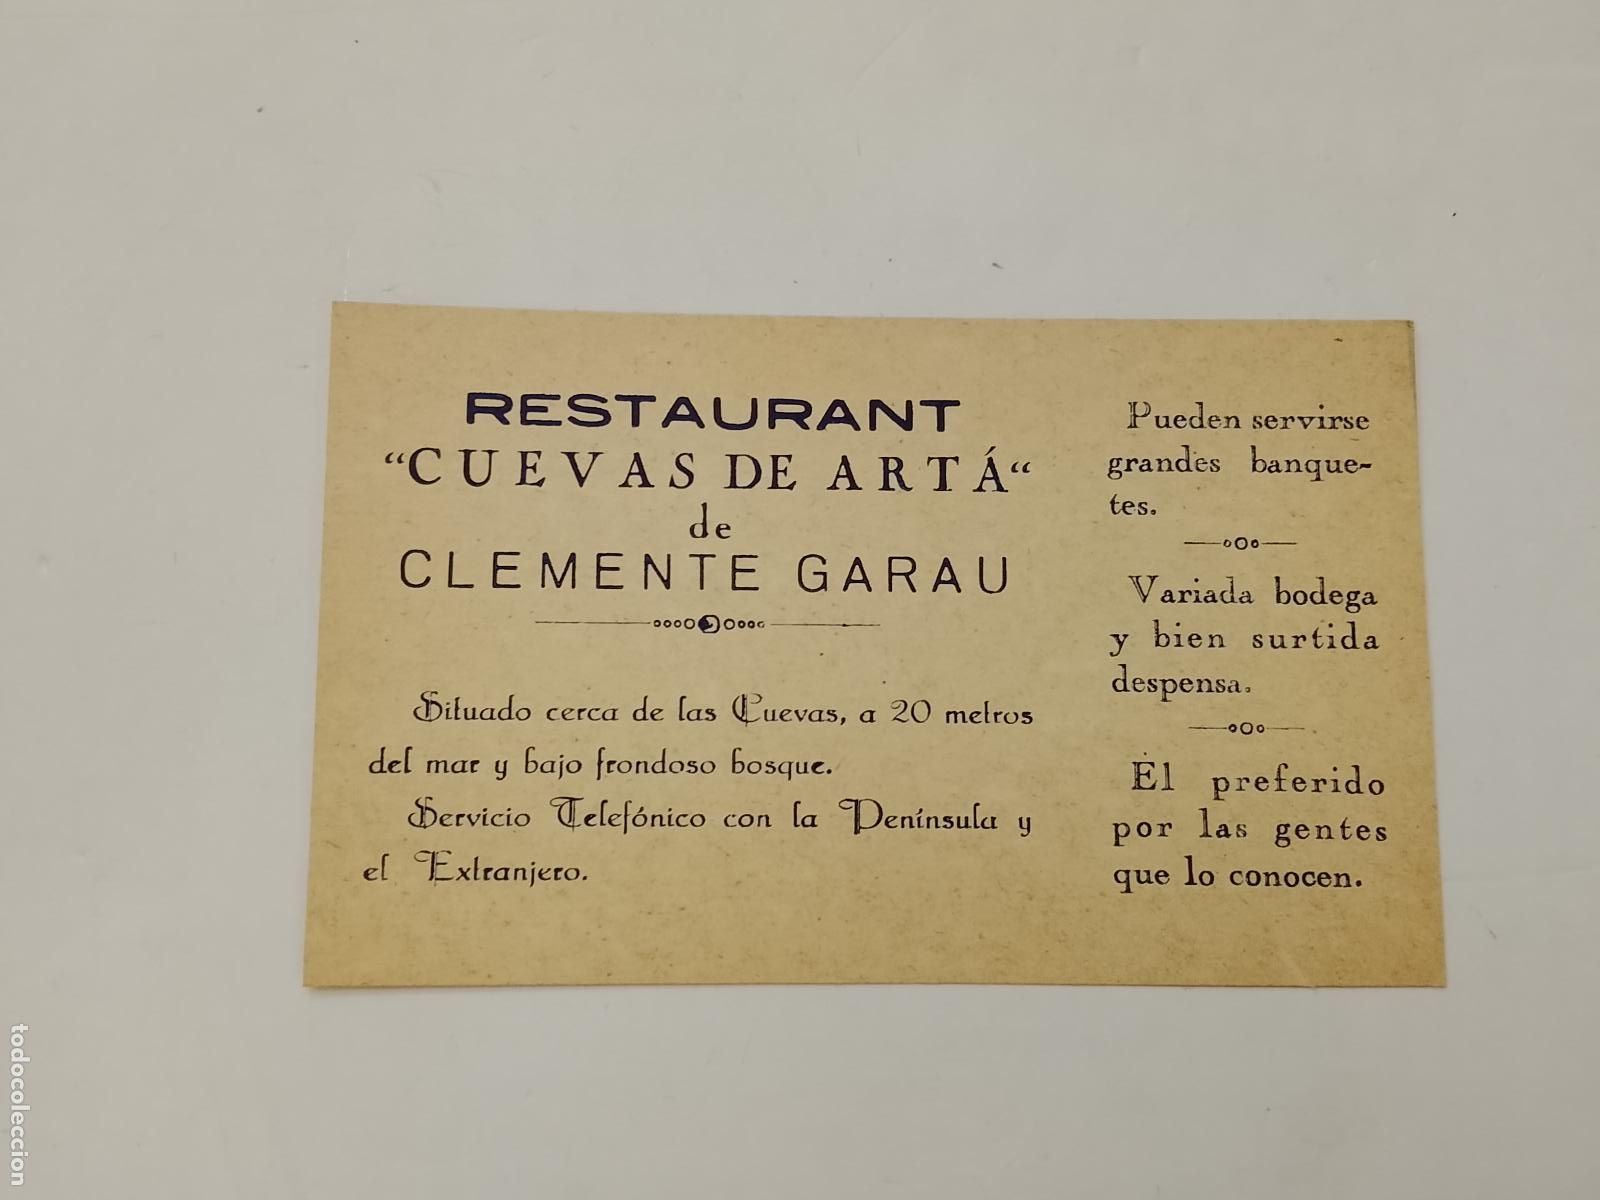 RESTAURANT
“CUEVAS DE ARTÁ“
de
CLEMENTE GARAU
Situado cerca de las Cuevas, a 20 metros
del mar y bajo frondoso bosque.
Servicio Telefónico con la Península y
el Extranjero.
Pueden servirse
grandes banque-
tes.
Variada bodega
y bien surtida
despensa.
El preferido
por las gentes
que lo conocen.
todocoleccion